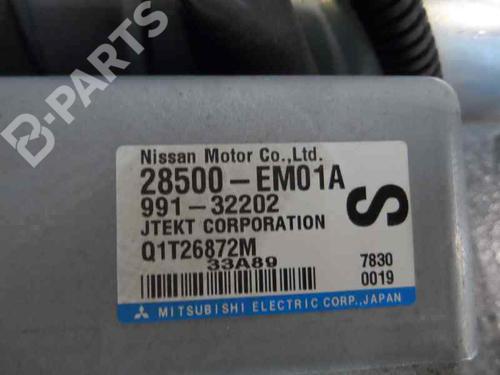 B-PARTS
Nissan Motor Co.,Ltd.
28500-EM01A
991-32202
JTEKT CORPORATION
Q1T26872M
33A89
S
7830
0019
MITSUBISHI ELECTRIC CORP., JAPAN